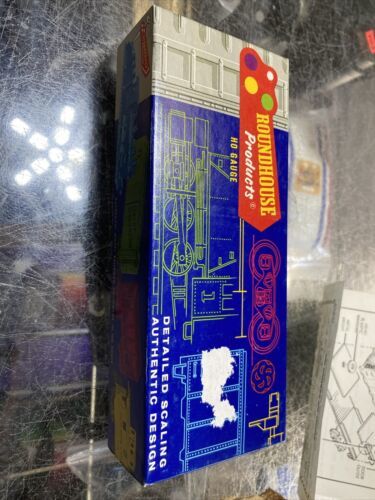 ROUNDHOUSE
Products®
HO GAUGE
DETAILED SCALING
AUTHENTIC DESIGN